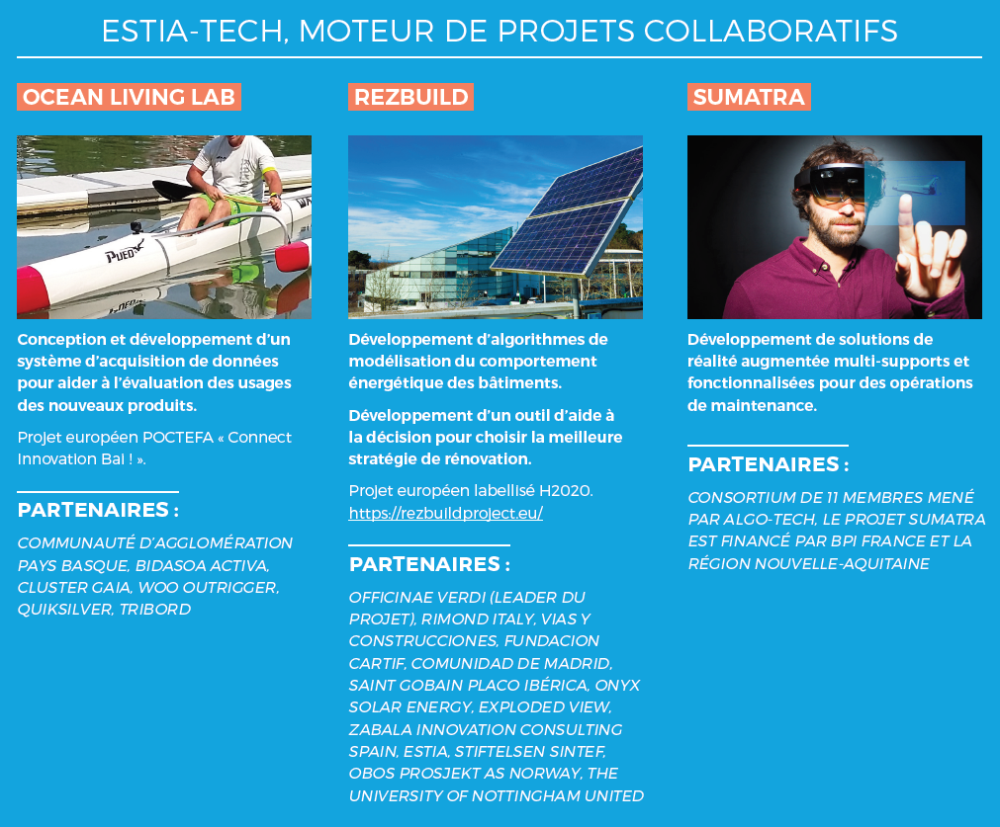 ESTIA-TECH, MOTEUR DE PROJETS COLLABORATIFS
OCEAN LIVING LAB
PUEO
Conception et développement d’un
système d’acquisition de données
pour aider à l’évaluation des usages
des nouveaux produits.
Projet européen POCTEFA « Connect
Innovation Bai ! ».
PARTENAIRES :
COMMUNAUTÉ D’AGGLOMÉRATION
PAYS BASQUE, BIDASOA ACTIVA,
CLUSTER GAIA, WOO OUTRIGGER,
QUIKSILVER, TRIBORD
REZBUILD
Développement d’algorithmes de
modélisation du comportement
énergétique des bâtiments.
Développement d’un outil d’aide à
la décision pour choisir la meilleure
stratégie de rénovation.
Projet européen labellisé H2020.
https://rezbuildproject.eu/
PARTENAIRES :
OFFICINAE VERDI (LEADER DU
PROJET), RIMOND ITALY, VIAS Y
CONSTRUCCIONES, FUNDACION
CARTIF, COMUNIDAD DE MADRID,
SAINT GOBAIN PLACO IBÉRICA, ONYX
SOLAR ENERGY, EXPLODED VIEW,
ZABALA INNOVATION CONSULTING
SPAIN, ESTIA, STIFTELSEN SINTEF,
OBOS PROSJEKT AS NORWAY, THE
UNIVERSITY OF NOTTINGHAM UNITED
SUMATRA
Développement de solutions de
réalité augmentée multi-supports et
fonctionnalisées pour des opérations
de maintenance.
PARTENAIRES :
CONSORTIUM DE 11 MEMBRES MENÉ
PAR ALGO-TECH, LE PROJET SUMATRA
EST FINANCÉ PAR BPI FRANCE ET LA
RÉGION NOUVELLE-AQUITAINE